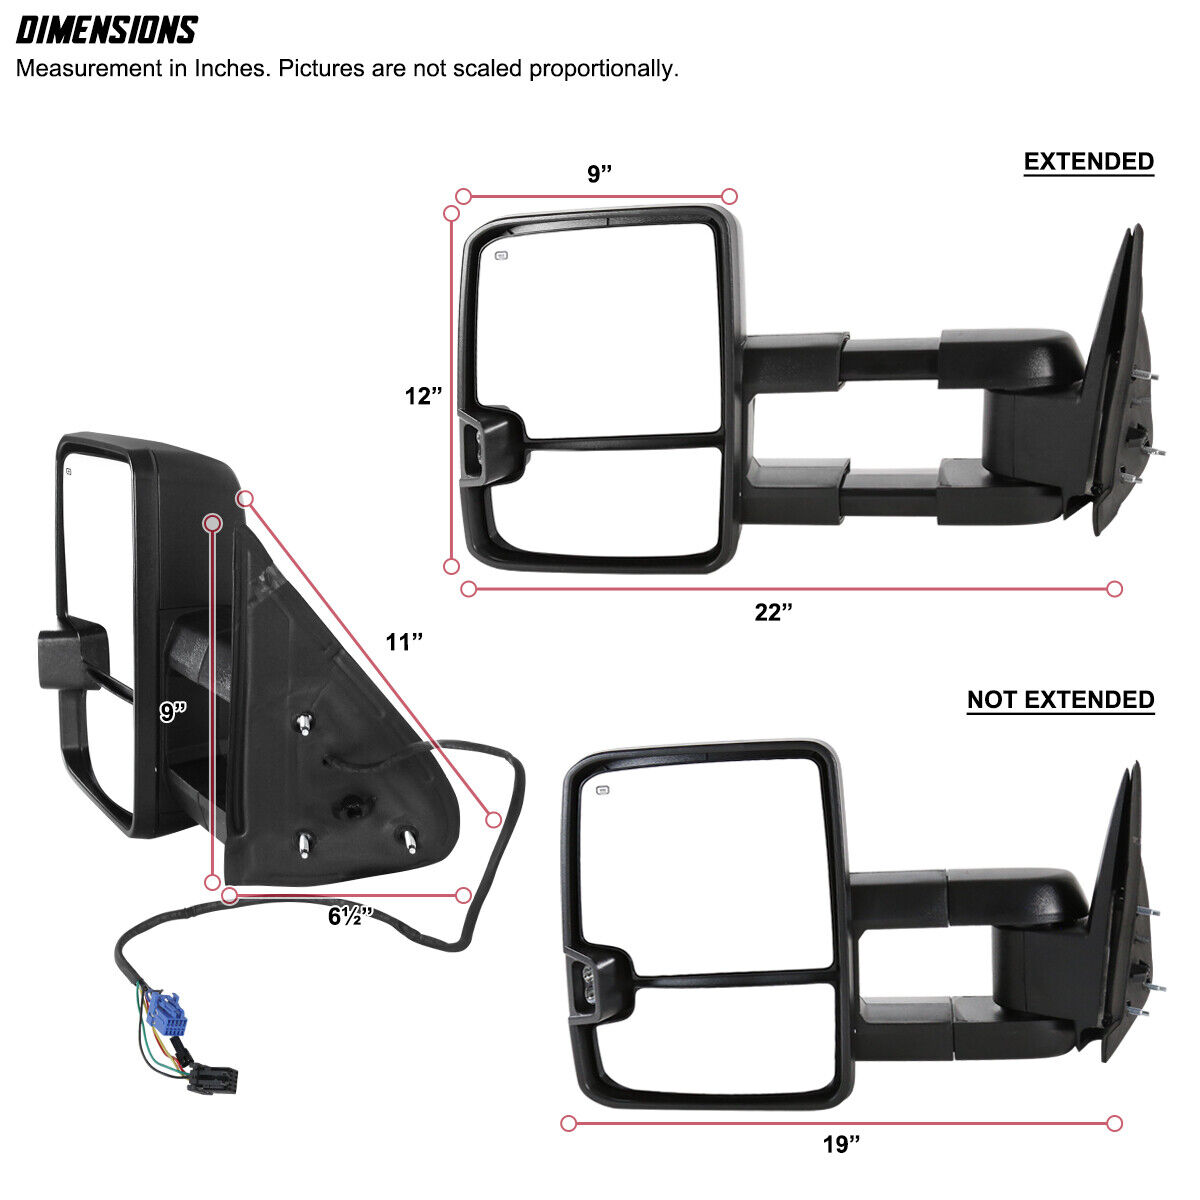 DIMENSIONS
Measurement in Inches. Pictures are not scaled proportionally.
EXTENDED
9”
12”
22”
11”
9”
6½”
NOT EXTENDED
19”